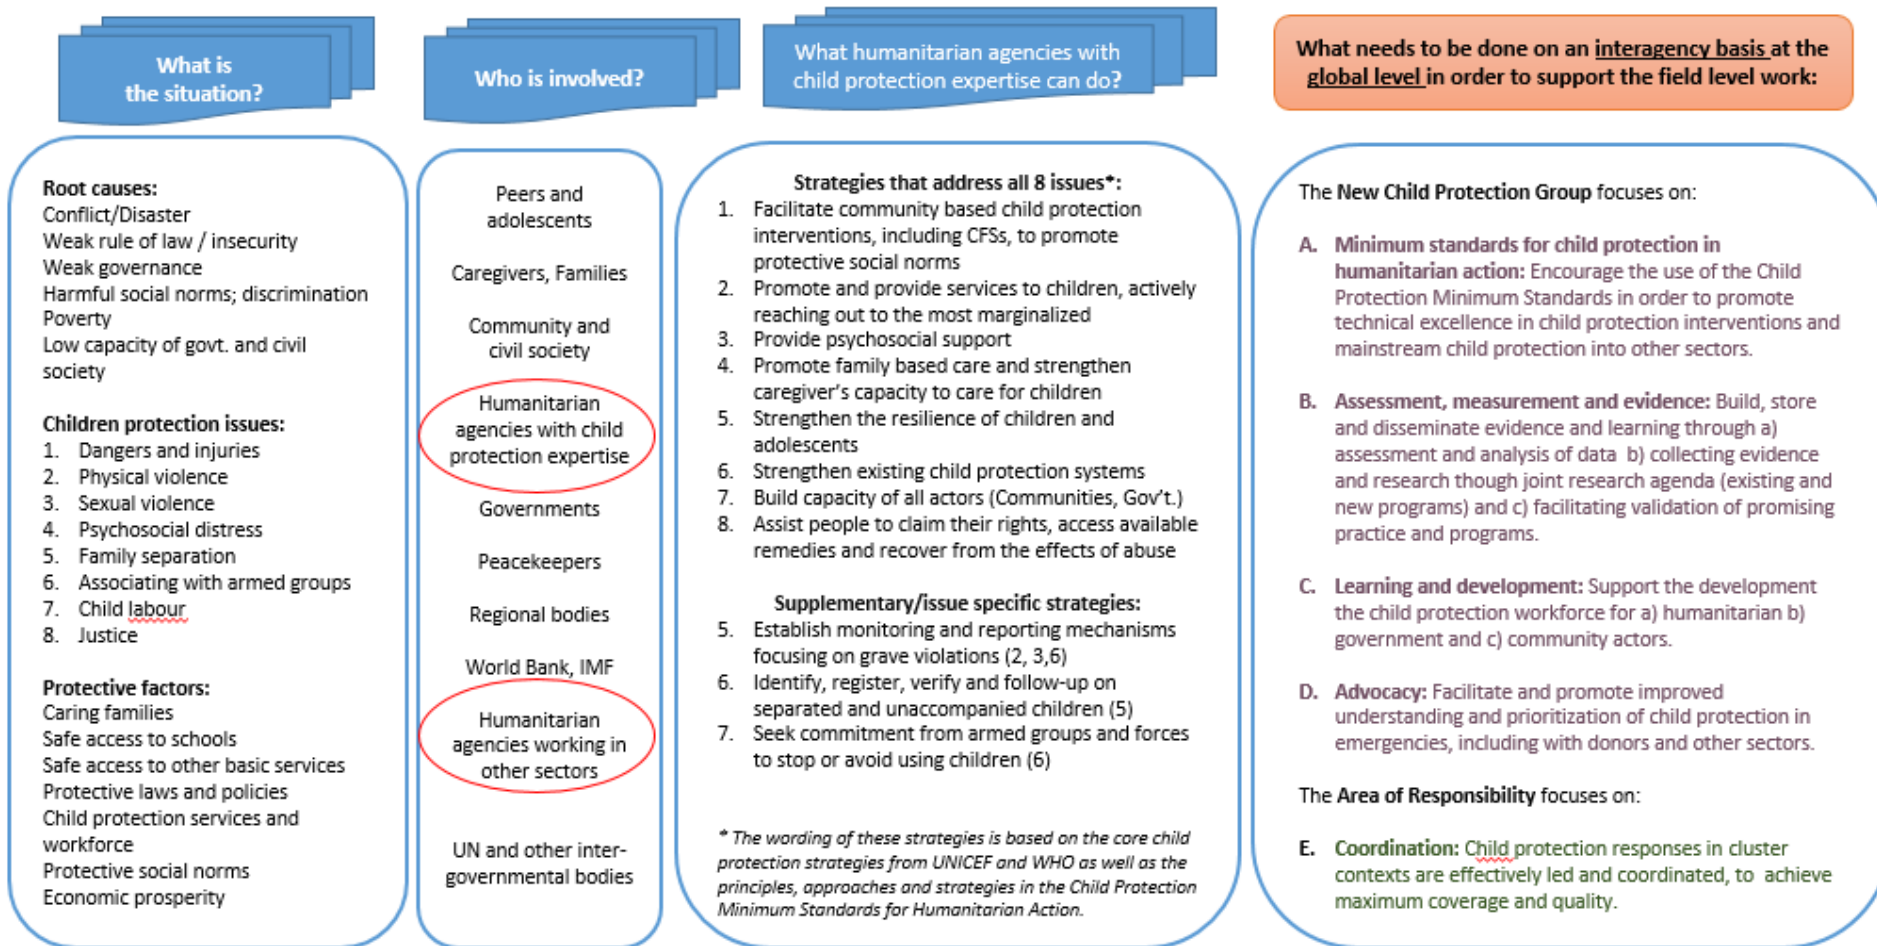 What is
the situation?
Root causes:
Conflict/Disaster
Weak rule of law / insecurity
Weak governance
Harmful social norms; discrimination
Poverty
Low capacity of govt. and civil
society
Children protection issues:
1. Dangers and injuries
2. Physical violence
3. Sexual violence
4. Psychosocial distress
5. Family separation
6. Associating with armed groups
7. Child labour
8. Justice
Protective factors:
Caring families
Safe access to schools
Safe access to other basic services
Protective laws and policies
Child protection services and
workforce
Protective social norms
Economic prosperity
Who is involved?
Peers and
adolescents
Caregivers, Families
Community and
civil society
Humanitarian
agencies with child
protection expertise
Governments
Peacekeepers
Regional bodies
World Bank, IMF
Humanitarian
agencies working in
other sectors
UN and other inter-
governmental bodies
What humanitarian agencies with
child protection expertise can do?
Strategies that address all 8 issues*:
1. Facilitate community based child protection
interventions, including CFSs, to promote
protective social norms
2. Promote and provide services to children, actively
reaching out to the most marginalized
3. Provide psychosocial support
4. Promote family based care and strengthen
caregiver's capacity to care for children
5. Strengthen the resilience of children and
adolescents
6. Strengthen existing child protection systems
7. Build capacity of all actors (Communities, Gov't.)
8. Assist people to claim their rights, access available
remedies and recover from the effects of abuse
Supplementary/issue specific strategies:
5. Establish monitoring and reporting mechanisms
focusing on grave violations (2, 3,6)
6. Identify, register, verify and follow-up on
separated and unaccompanied children (5)
7. Seek commitment from armed groups and forces
to stop or avoid using children (6)
* The wording of these strategies is based on the core child
protection strategies from UNICEF and WHO as well as the
principles, approaches and strategies in the Child Protection
Minimum Standards for Humanitarian Action.
What needs to be done on an interagency basis at the
global level in order to support the field level work:
The New Child Protection Group focuses on:
A. Minimum standards for child protection in
humanitarian action: Encourage the use of the Child
Protection Minimum Standards in order to promote
technical excellence in child protection interventions and
mainstream child protection into other sectors.
B. Assessment, measurement and evidence: Build, store
and disseminate evidence and learning through a)
assessment and analysis of data b) collecting evidence
and research though joint research agenda (existing and
new programs) and c) facilitating validation of promising
practice and programs.
C. Learning and development: Support the development
the child protection workforce for a) humanitarian b)
government and c) community actors.
D. Advocacy: Facilitate and promote improved
understanding and prioritization of child protection in
emergencies, including with donors and other sectors.
The Area of Responsibility focuses on:
E. Coordination: Child protection responses in cluster
contexts are effectively led and coordinated, to achieve
maximum coverage and quality.